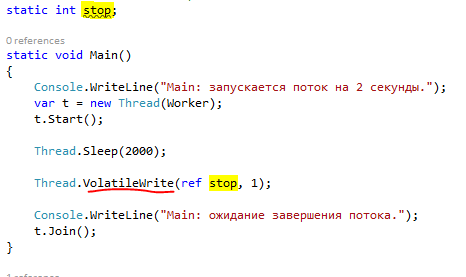 static int stop;
0 references
static void Main()
{
Console.WriteLine("Main: запускается поток на 2 секунды.");
var t = new Thread(Worker);
t.Start();
Thread.Sleep(2000);
Thread.VolatileWrite(ref stop, 1);
Console.WriteLine("Main: ожидание завершения потока.");
t.Join();
}
1 reference